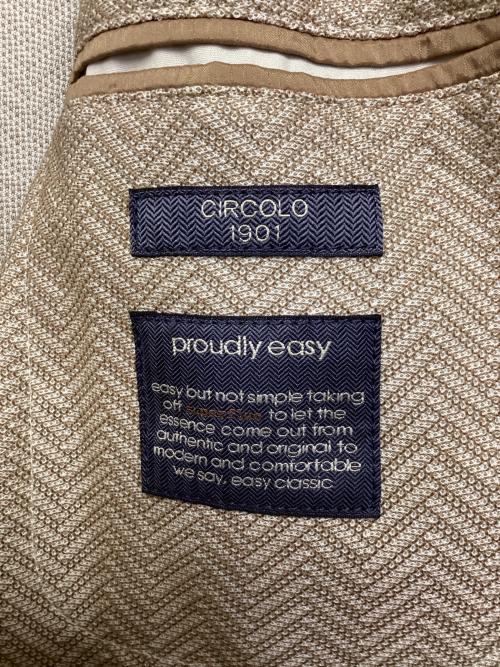 CIRCOLO
1901
proudly easy
easy but not simple taking
off superfluo to let the
essence come out from
authentic and original to
modern and comfortable
we say, easy classic